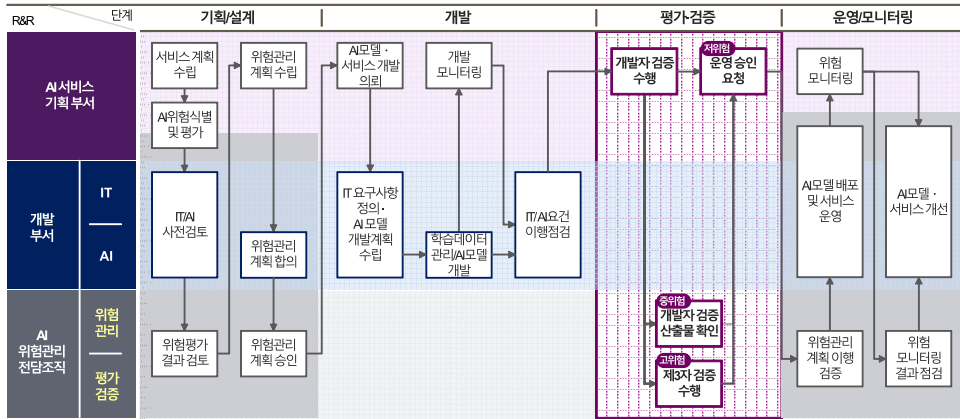 R&R
단계
기획/설계
개발
평가·검증
운영/모니터링
AI 서비스
기획 부서
서비스 계획
수립
위험관리
계획 수립
AI모델·
서비스 개발
의뢰
개발
모니터링
개발자 검증
수행
저위험
운영 승인
요청
위험
모니터링
AI위험식별
및 평가
개발
부서
IT
AI
IT/AI
사전검토
위험관리
계획 합의
IT 요구사항
정의·
AI 모델
개발계획
수립
학습데이터
관리/AI모델
개발
IT/AI요건
이행점검
AI모델 배포
및 서비스
운영
AI모델·
서비스 개선
AI
위험관리
전담조직
위험
관리
평가
검증
위험평가
결과 검토
위험관리
계획 승인
중위험
개발자 검증
산출물 확인
고위험
제3자 검증
수행
위험관리
계획 이행
검증
위험
모니터링
결과 점검